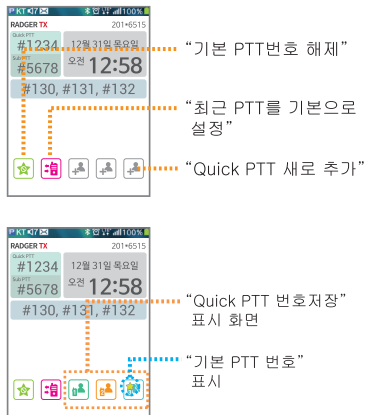 P KT 100%
RADGER TX 201*6515
Quick PTT
#1234
Sub PTT
#5678
12월 31일 목요일
오전 12:58
#130, #131, #132
“기본 PTT번호 해제”
“최근 PTT를 기본으로
설정”
“Quick PTT 새로 추가”
P KT 100%
RADGER TX 201*6515
Quick PTT
#1234
Sub PTT
#5678
12월 31일 목요일
오전 12:58
#130, #131, #132
“Quick PTT 번호저장”
표시 화면
“기본 PTT 번호”
표시